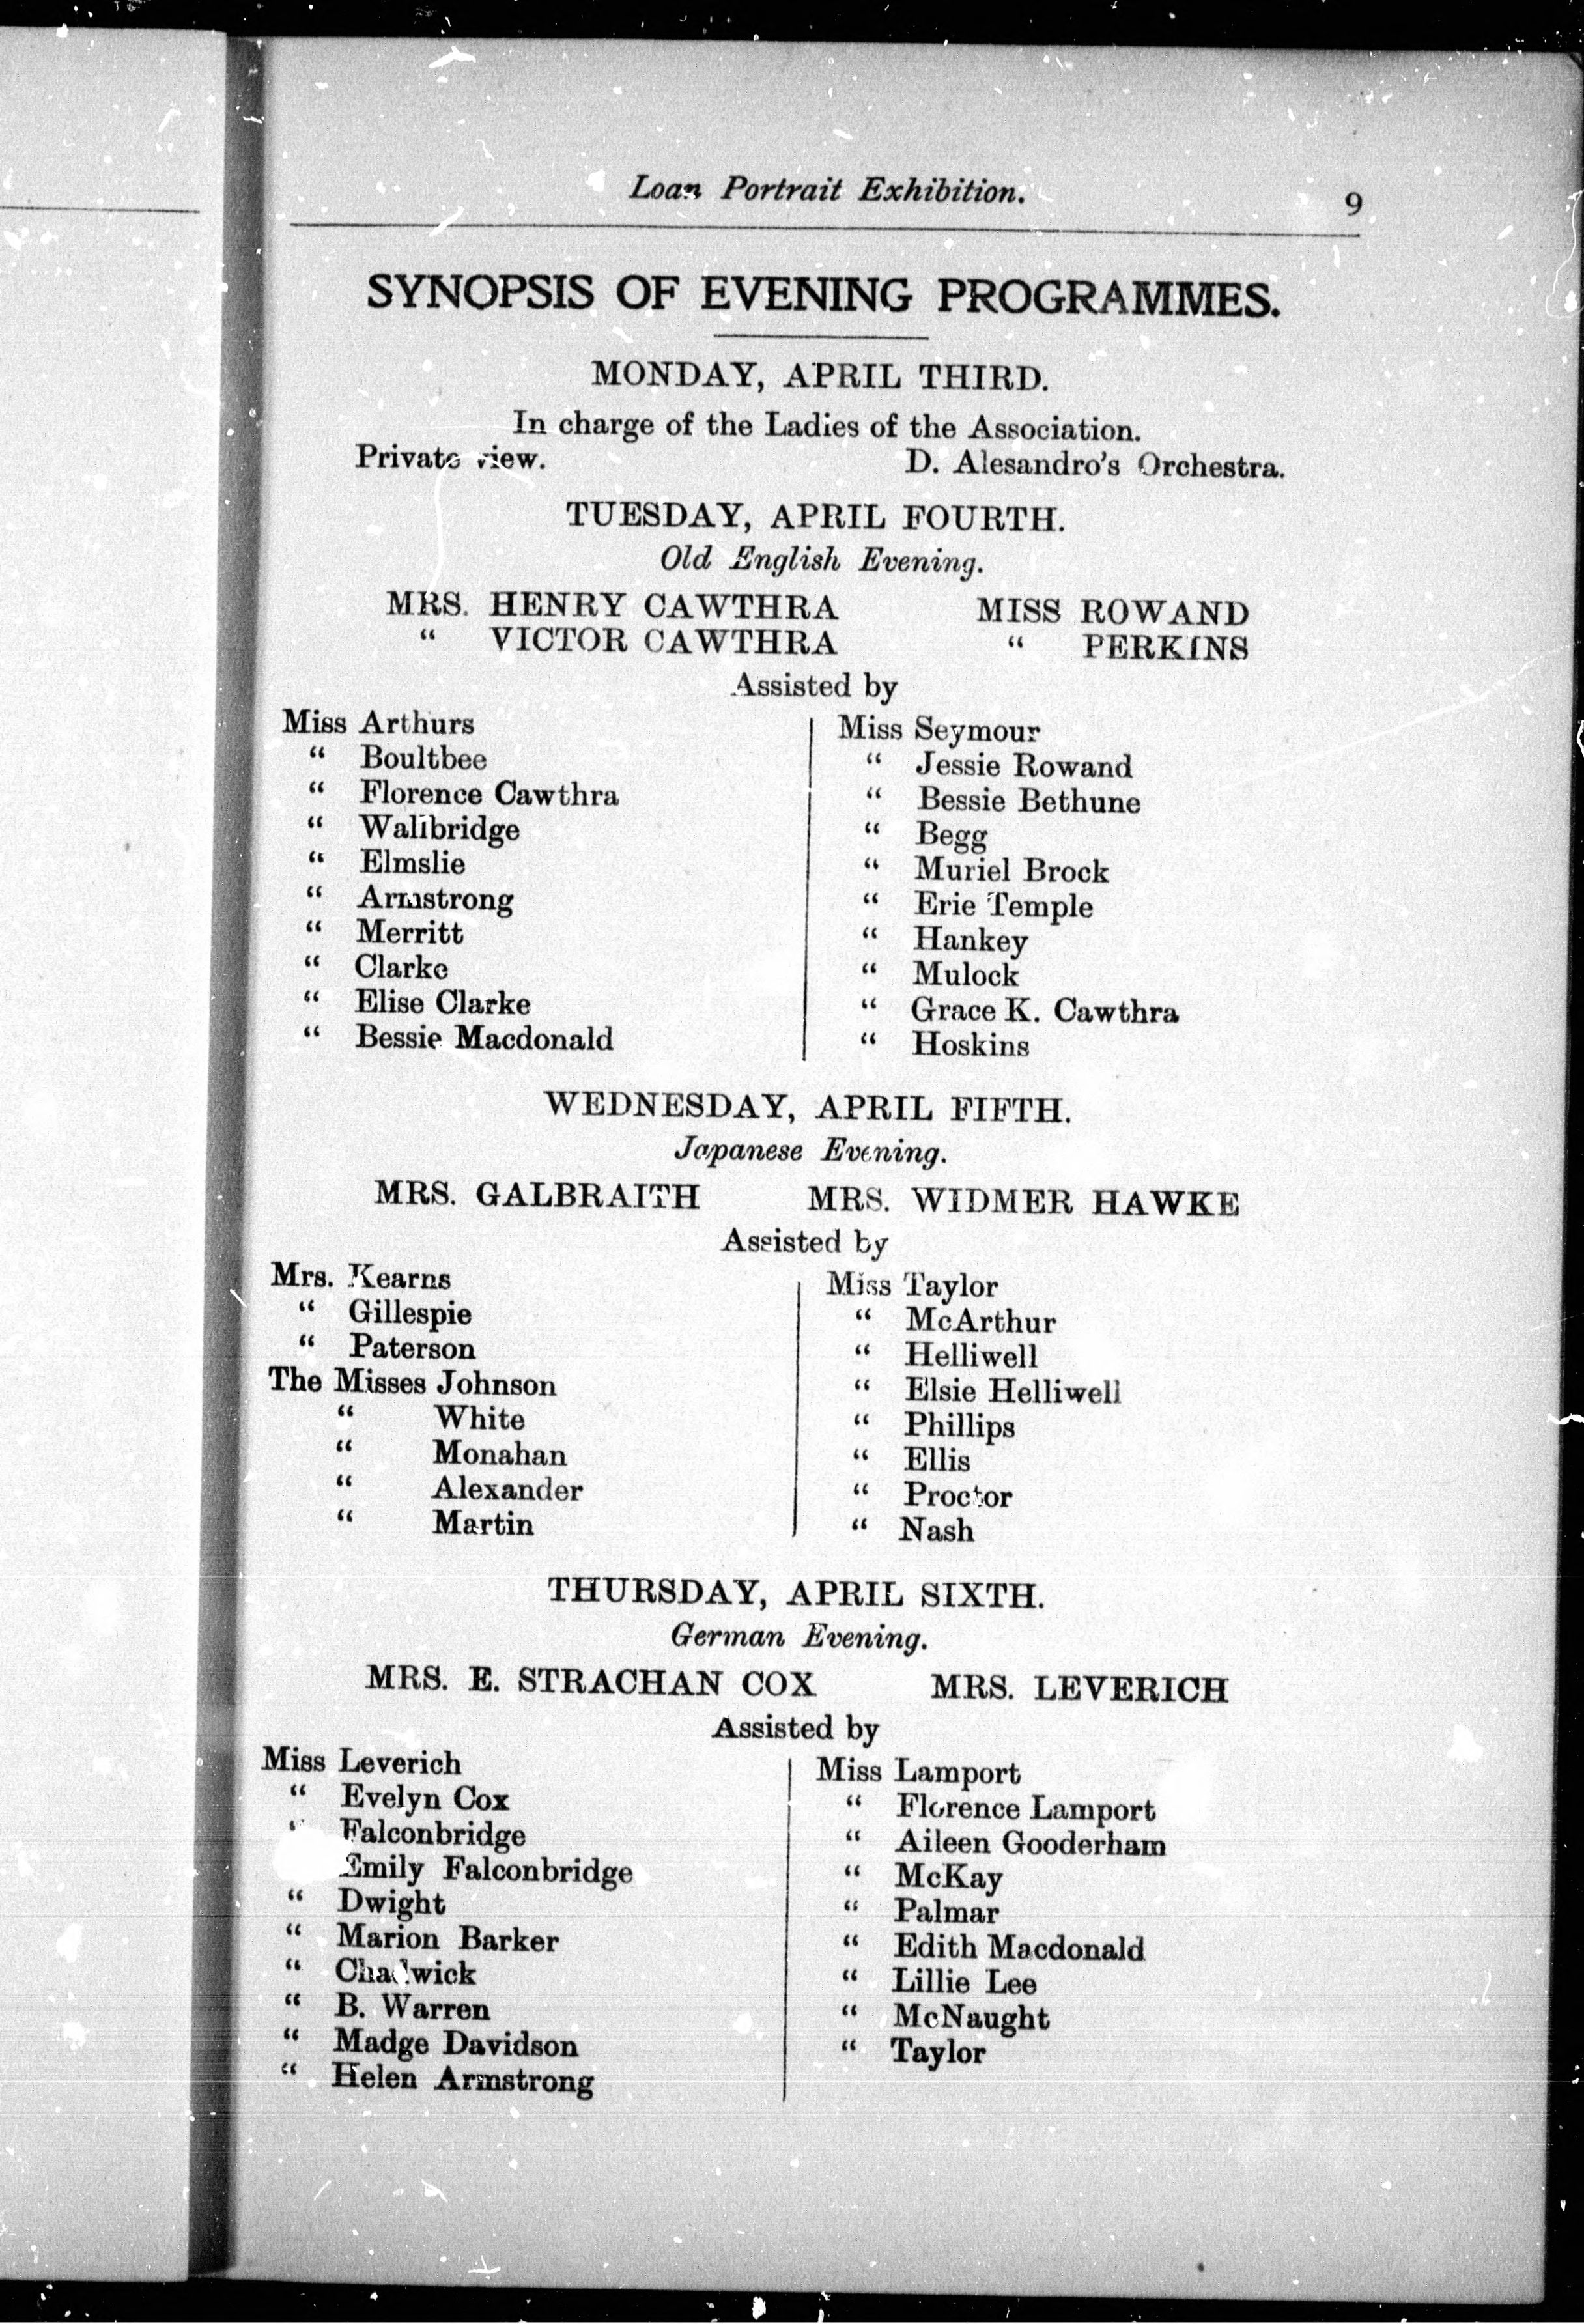 Loan Portrait Exhibition. 9
SYNOPSIS OF EVENING PROGRAMMES.
MONDAY, APRIL THIRD.
In charge of the Ladies of the Association.
Private view. D. Alesandro's Orchestra.
TUESDAY, APRIL FOURTH.
Old English Evening.
MRS. HENRY CAWTHRA MISS ROWAND
“ VICTOR CAWTHRA “ PERKINS
Assisted by
Miss Arthurs
“ Boultbee
“ Florence Cawthra
“ Wallbridge
“ Elmslie
“ Armstrong
“ Merritt
“ Clarke
“ Elise Clarke
“ Bessie Macdonald
Miss Seymour
“ Jessie Rowand
“ Bessie Bethune
“ Begg
“ Muriel Brock
“ Erie Temple
“ Hankey
“ Mulock
“ Grace K. Cawthra
“ Hoskins
WEDNESDAY, APRIL FIFTH.
Japanese Evening.
MRS. GALBRAITH MRS. WIDMER HAWKE
Assisted by
Mrs. Kearns
“ Gillespie
“ Paterson
The Misses Johnson
“ White
“ Monahan
“ Alexander
“ Martin
Miss Taylor
“ McArthur
“ Helliwell
“ Elsie Helliwell
“ Phillips
“ Ellis
“ Proctor
“ Nash
THURSDAY, APRIL SIXTH.
German Evening.
MRS. E. STRACHAN COX MRS. LEVERICH
Assisted by
Miss Leverich
“ Evelyn Cox
“ Falconbridge
Emily Falconbridge
“ Dwight
“ Marion Barker
“ Chadwick
“ B. Warren
“ Madge Davidson
“ Helen Armstrong
Miss Lamport
“ Florence Lamport
“ Aileen Gooderham
“ McKay
“ Palmar
“ Edith Macdonald
“ Lillie Lee
“ McNaught
“ Taylor